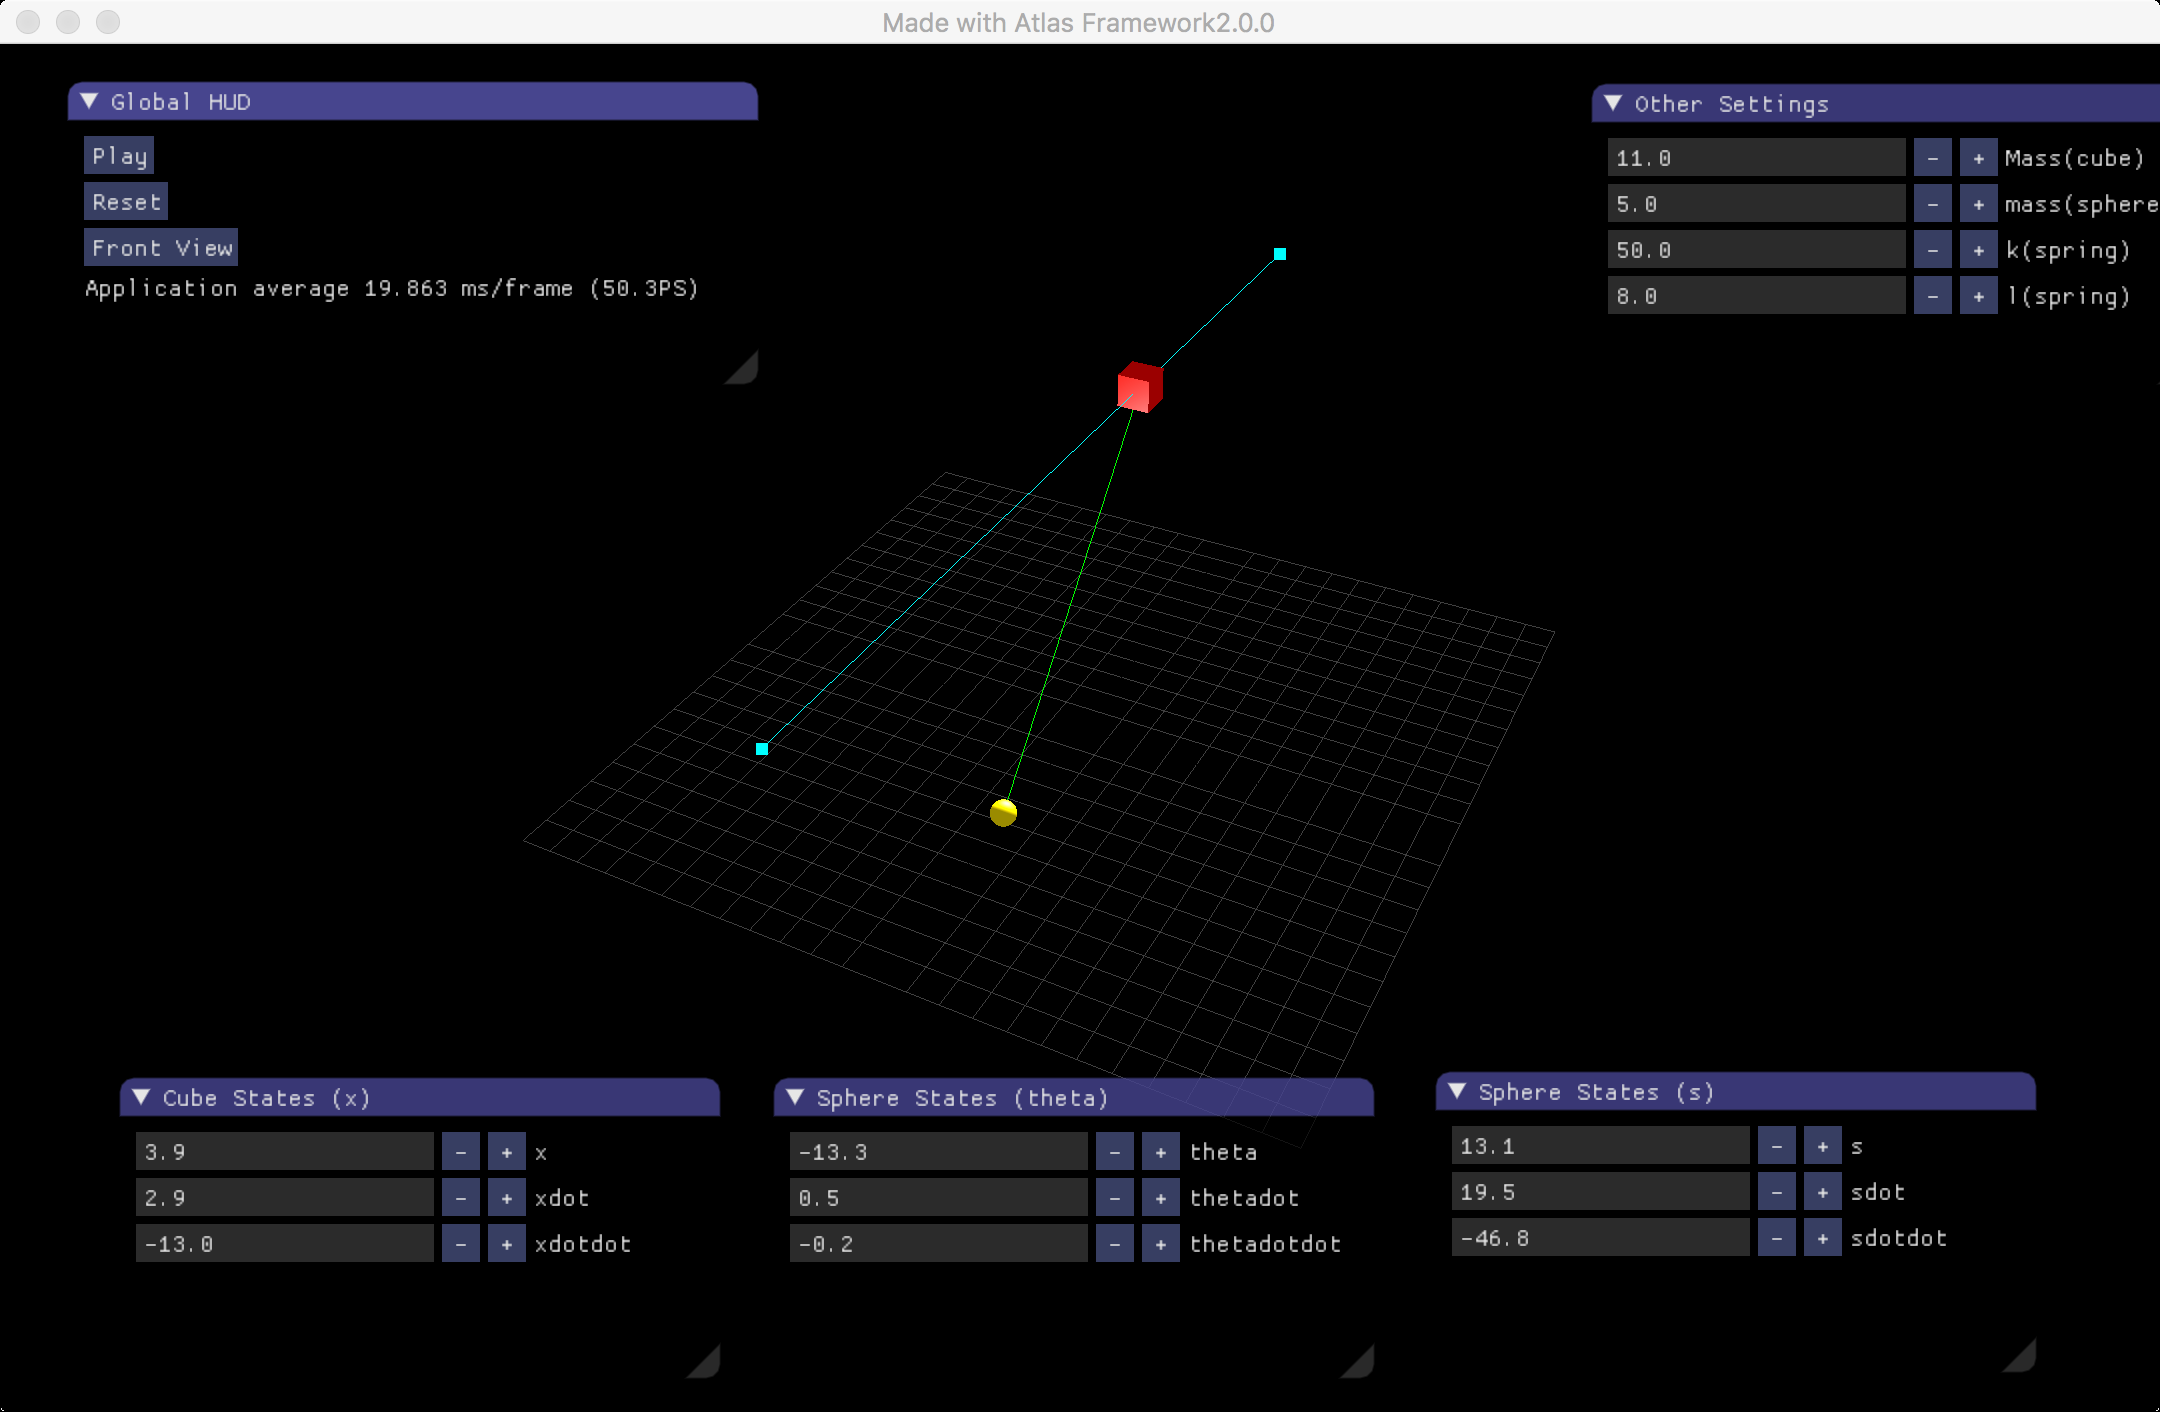 Made with Atlas Framework2.0.0
Global HUD
Play
Reset
Front View
Application average 19.863 ms/frame (50.3PS)
Other Settings
11.0 - + Mass(cube)
5.0 - + mass(sphere
50.0 - + k(spring)
8.0 - + l(spring)
Cube States (x)
3.9 - + x
2.9 - + xdot
-13.0 - + xdotdot
Sphere States (theta)
-13.3 - + theta
0.5 - + thetadot
-0.2 - + thetadotdot
Sphere States (s)
13.1 - + s
19.5 - + sdot
-46.8 - + sdotdot